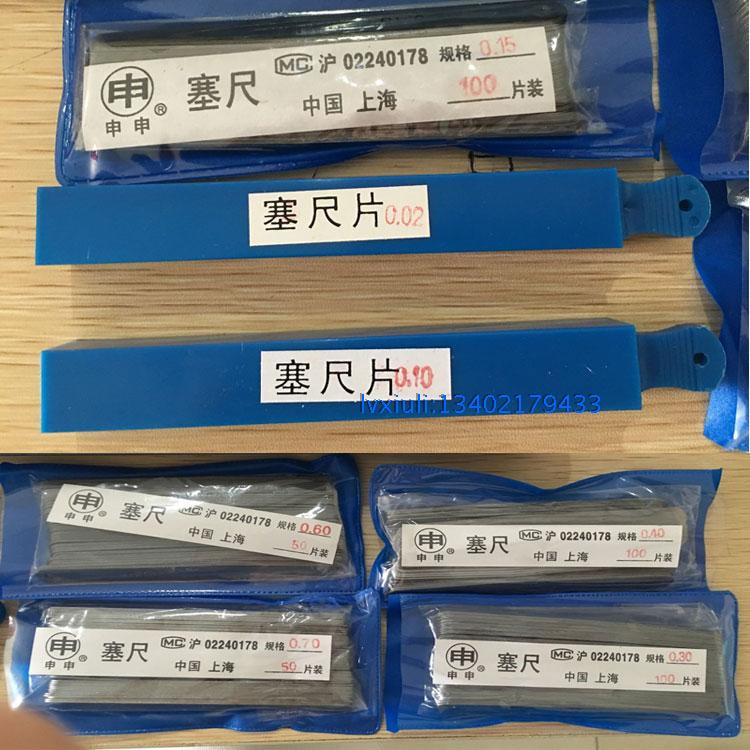 申
申申®
塞尺
MC 沪 02240178 规格 0.15
中国 上海 100 片装
塞尺片0.02
塞尺片0.10
lvxiuli:13402179433
申
申申®
塞尺
MC 沪 02240178 规格 0.60
中国 上海 50 片装
申
申申®
塞尺
MC 沪 02240178 规格 0.40
中国 上海 100 片装
申
申申®
塞尺
MC 沪 02240178 规格 0.70
中国 上海 50 片装
申
申申®
塞尺
MC 沪 02240178 规格 0.30
中国 上海 100 片装